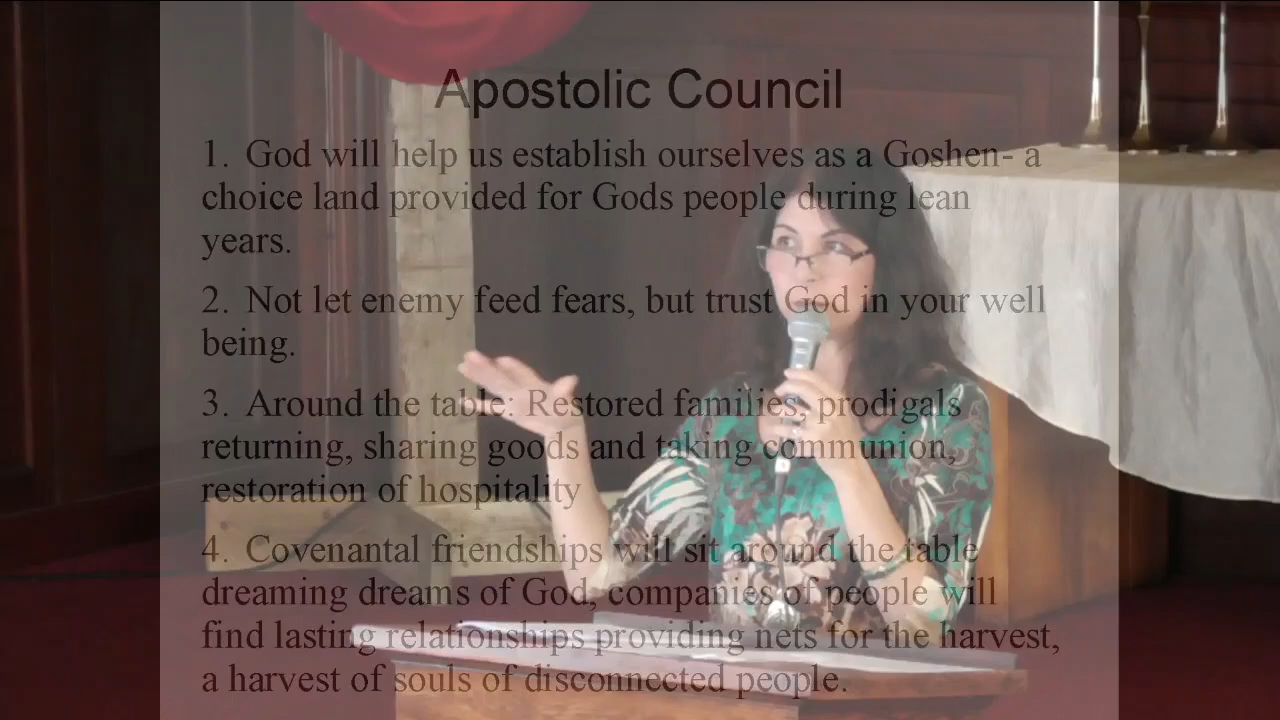 Apostolic Council
1. God will help us establish ourselves as a Goshen- a
choice land provided for Gods people during lean
years.
2. Not let enemy feed fears, but trust God in your well
being.
3. Around the table: Restored families, prodigals
returning, sharing goods and taking communion,
restoration of hospitality
4. Covenantal friendships will sit around the table
dreaming dreams of God, companies of people will
find lasting relationships providing nets for the harvest,
a harvest of souls of disconnected people.